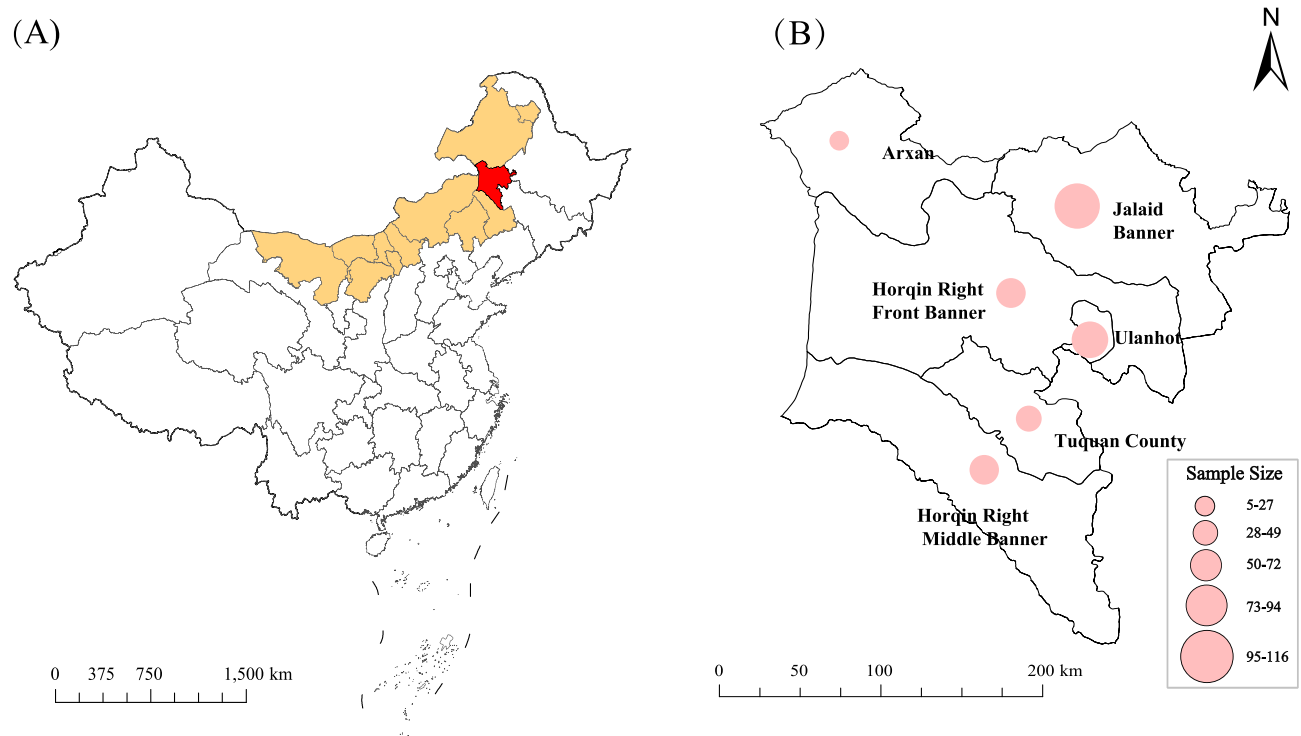 (A)
(B)
N
Arxan
Jalaid
Banner
Horqin Right
Front Banner
Ulanhot
Tuquan County
Horqin Right
Middle Banner
Sample Size
5-27
28-49
50-72
73-94
95-116
0 375 750 1,500 km
0 50 100 200 km